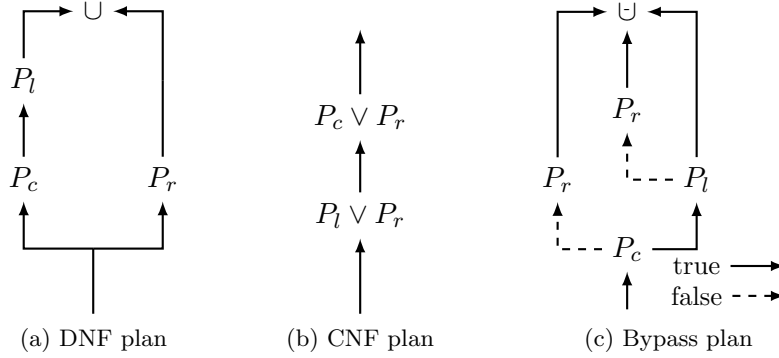 ∪
P_l
P_c
P_r
(a) DNF plan
P_c ∨ P_r
P_l ∨ P_r
(b) CNF plan
⊍
P_r
P_r
P_l
P_c
true
false
(c) Bypass plan